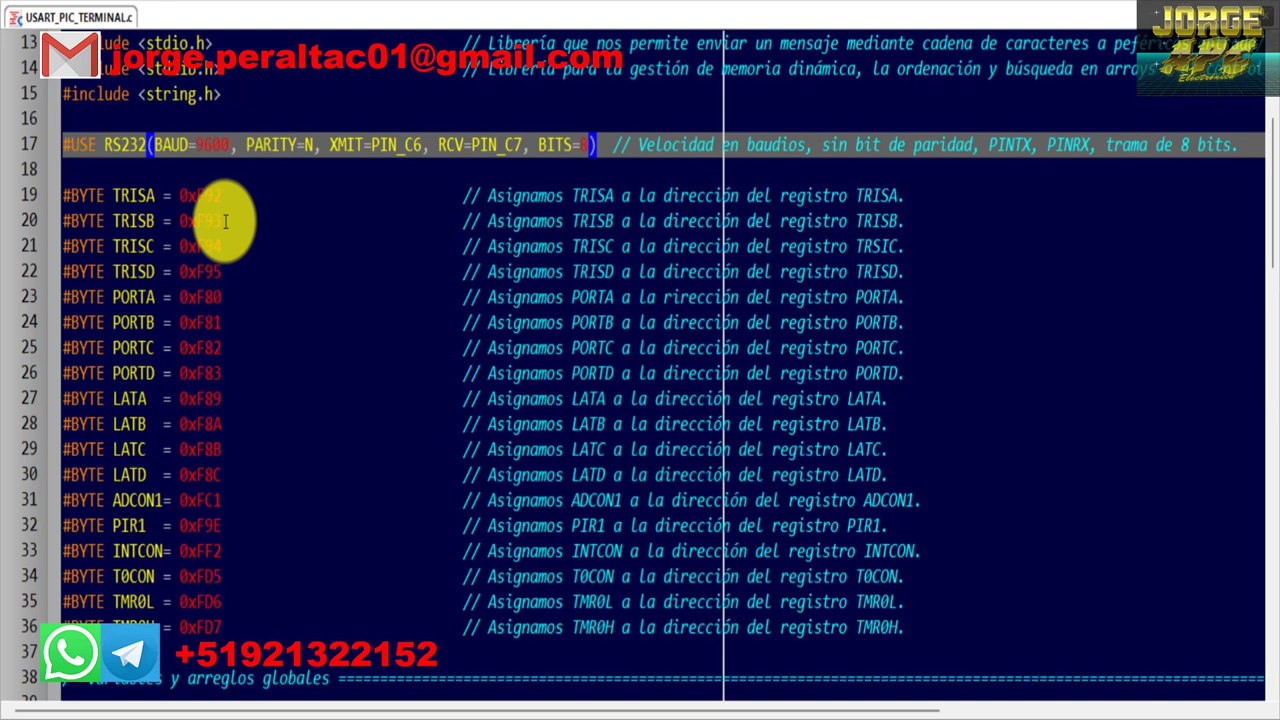 USART_PIC_TERMINAL.c
JORGE
Electrónica
13 clude <stdio.h> // Librería que nos permite enviar un mensaje mediante cadena de caracteres a
jorge.peraltac01@gmail.com
14 // Librería para la gestión de memoria dinámica, la ordenación y búsqueda en arrays
15 #include <string.h>
16
17 #USE RS232(BAUD=9600, PARITY=N, XMIT=PIN_C6, RCV=PIN_C7, BITS=8) // Velocidad en baudios, sin bit de paridad, PINTX, PINRX, trama de 8 bits.
18
19 #BYTE TRISA = 0xF92 // Asignamos TRISA a la dirección del registro TRISA.
20 #BYTE TRISB = 0xF93 // Asignamos TRISB a la dirección del registro TRISB.
21 #BYTE TRISC = 0xF94 // Asignamos TRISC a la dirección del registro TRSIC.
22 #BYTE TRISD = 0xF95 // Asignamos TRISD a la dirección del registro TRISD.
23 #BYTE PORTA = 0xF80 // Asignamos PORTA a la rirección del registro PORTA.
24 #BYTE PORTB = 0xF81 // Asignamos PORTB a la dirección del registro PORTB.
25 #BYTE PORTC = 0xF82 // Asignamos PORTC a la dirección del registro PORTC.
26 #BYTE PORTD = 0xF83 // Asignamos PORTD a la dirección del registro PORTD.
27 #BYTE LATA = 0xF89 // Asignamos LATA a la dirección del registro LATA.
28 #BYTE LATB = 0xF8A // Asignamos LATB a la dirección del registro LATB.
29 #BYTE LATC = 0xF8B // Asignamos LATC a la dirección del registro LATC.
30 #BYTE LATD = 0xF8C // Asignamos LATD a la dirección del registro LATD.
31 #BYTE ADCON1= 0xFC1 // Asignamos ADCON1 a la dirección del registro ADCON1.
32 #BYTE PIR1 = 0xF9E // Asignamos PIR1 a la dirección del registro PIR1.
33 #BYTE INTCON= 0xFF2 // Asignamos INTCON a la dirección del registro INTCON.
34 #BYTE T0CON = 0xFD5 // Asignamos T0CON a la dirección del registro T0CON.
35 #BYTE TMR0L = 0xFD6 // Asignamos TMR0L a la dirección del registro TMR0L.
36 #BYTE TMR0H = 0xFD7 // Asignamos TMR0H a la dirección del registro TMR0H.
37
+51921322152
38 y arreglos globales ====================